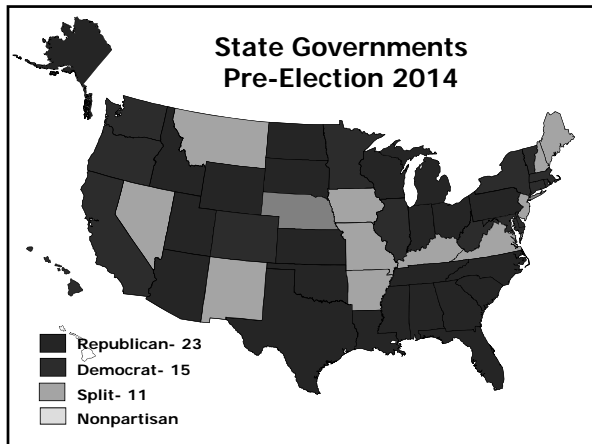 State Governments
Pre-Election 2014
Republican- 23
Democrat- 15
Split- 11
Nonpartisan